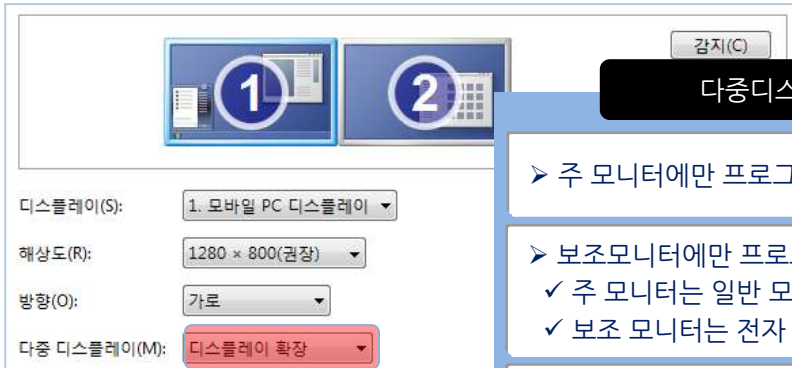 1
2
감지(C)
디스플레이(S):
1. 모바일 PC 디스플레이
해상도(R):
1280 × 800(권장)
방향(O):
가로
다중 디스플레이(M):
디스플레이 확장
다중디스
➢ 주 모니터에만 프로그
➢ 보조모니터에만 프로
✓ 주 모니터는 일반 모
✓ 보조 모니터는 전자